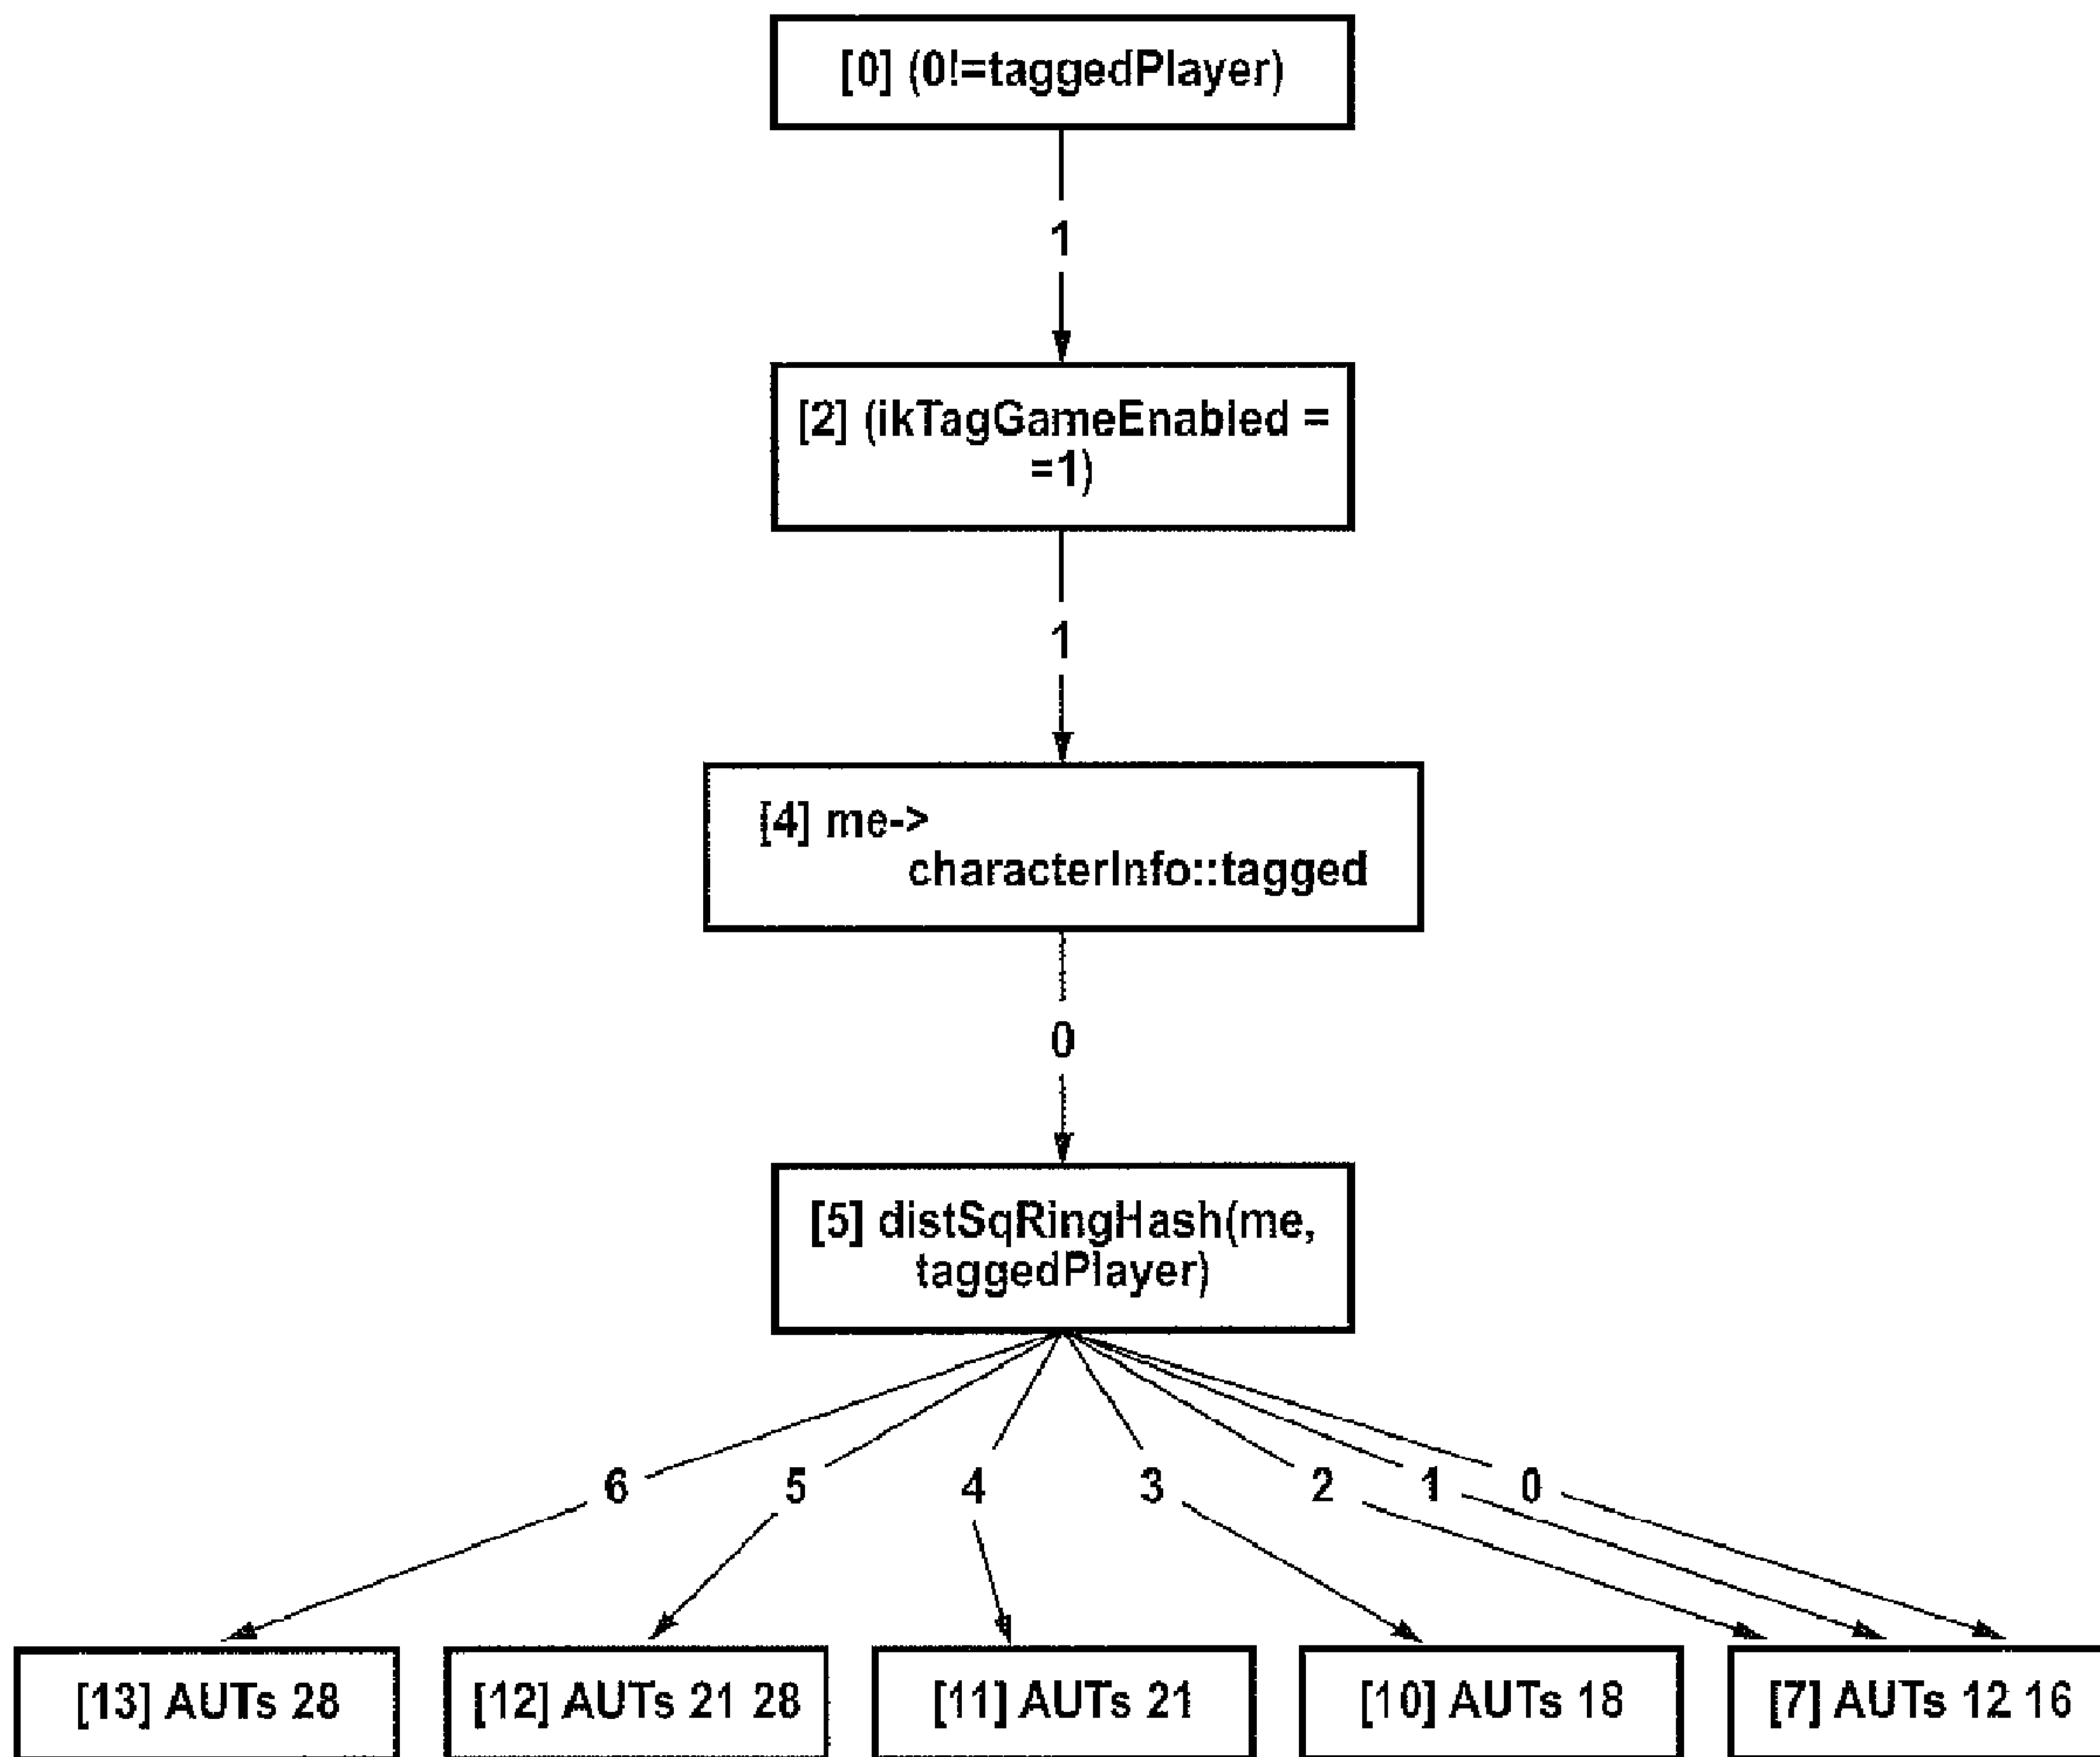 [0] (0!=taggedPlayer)
1
[2] (ikTagGameEnabled =
=1)
1
[4] me->
characterInfo::tagged
0
[5] distSqRingHash(me,
taggedPlayer)
6 5 4 3 2 1 0
[13] AUTs 28
[12] AUTs 21 28
[11] AUTs 21
[10] AUTs 18
[7] AUTs 12 16